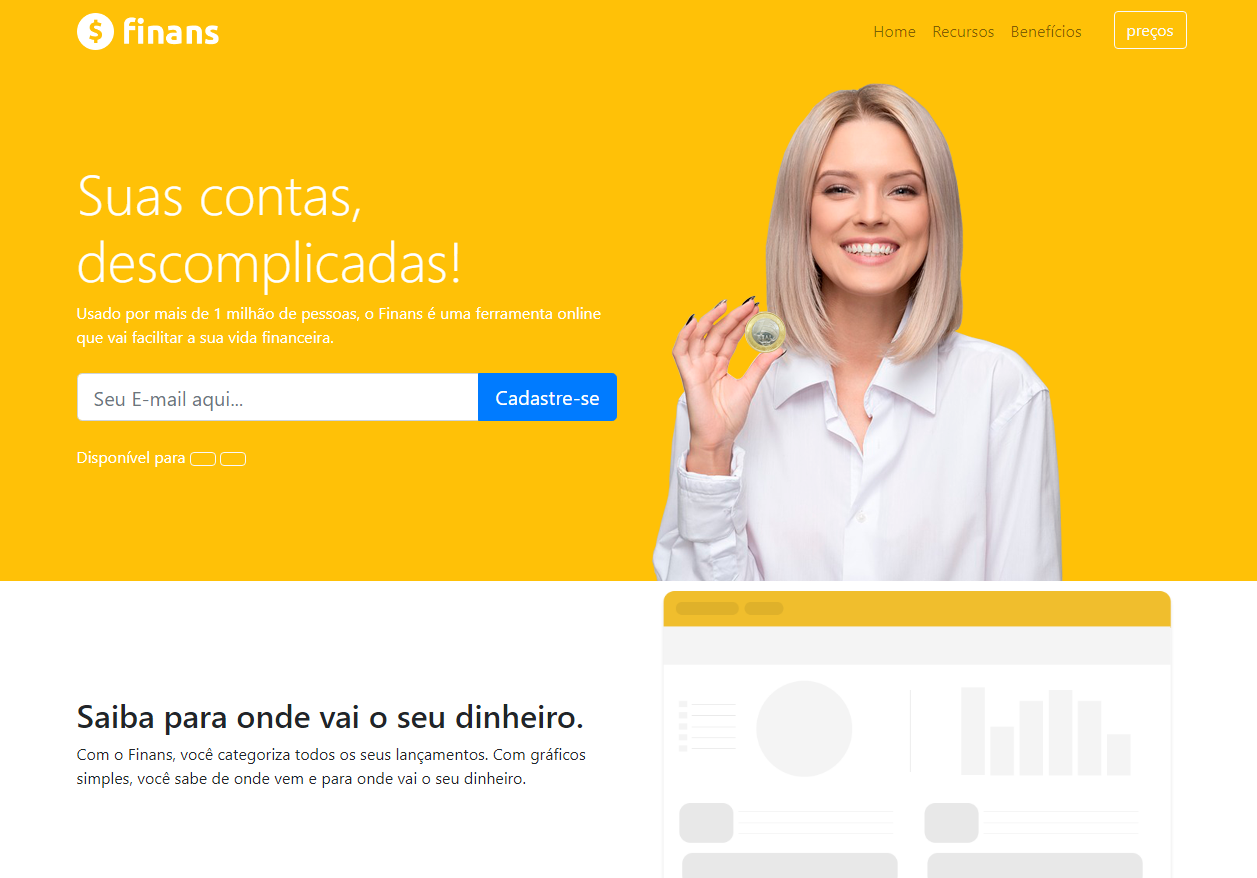 finans
Home Recursos Benefícios preços
Suas contas,
descomplicadas!
Usado por mais de 1 milhão de pessoas, o Finans é uma ferramenta online
que vai facilitar a sua vida financeira.
Seu E-mail aqui...
Cadastre-se
Disponível para
Saiba para onde vai o seu dinheiro.
Com o Finans, você categoriza todos os seus lançamentos. Com gráficos
simples, você sabe de onde vem e para onde vai o seu dinheiro.